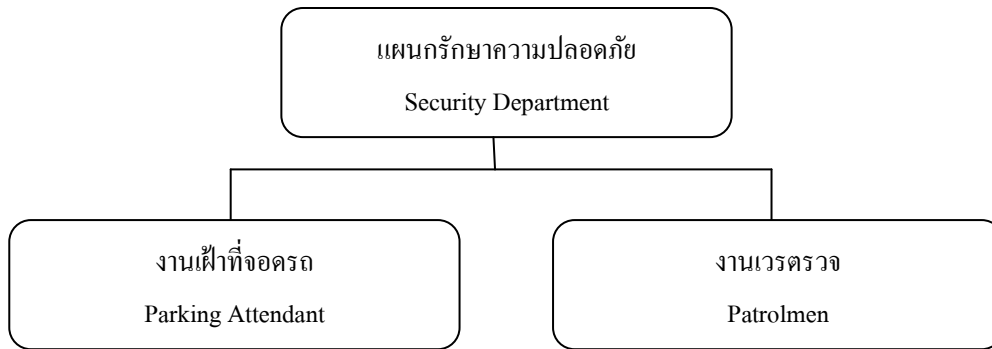 แผนกรักษาความปลอดภัย
Security Department
งานเฝ้าที่จอดรถ
Parking Attendant
งานเวรตรวจ
Patrolmen